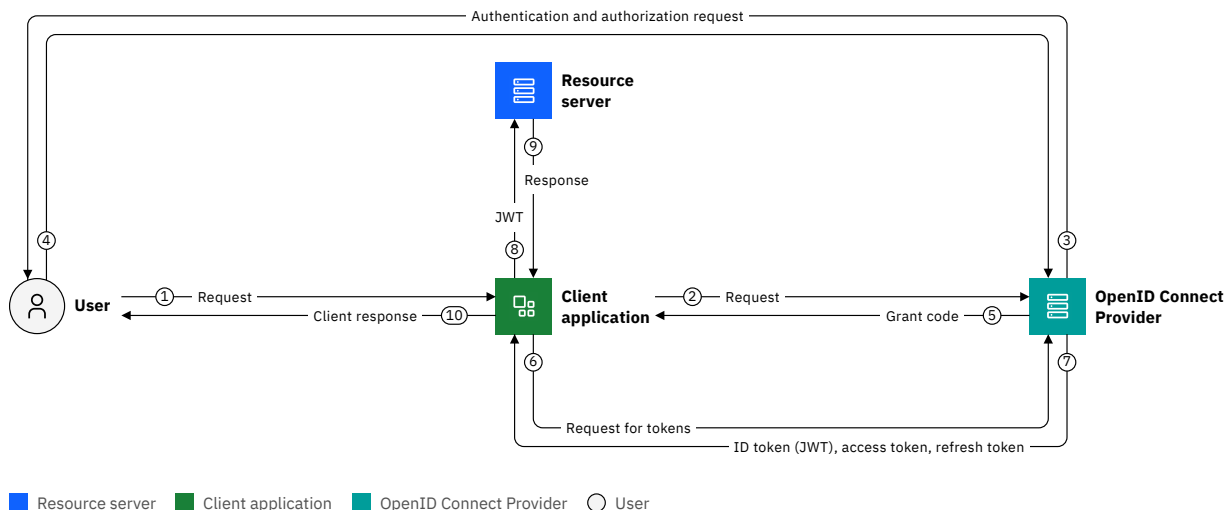 Authentication and authorization request
Resource
server
9
Response
JWT
4
3
8
User
1
Request
Client
application
2
Request
OpenID Connect
Provider
Client response
10
Grant code
5
6
7
Request for tokens
ID token (JWT), access token, refresh token
Resource server
Client application
OpenID Connect Provider
User